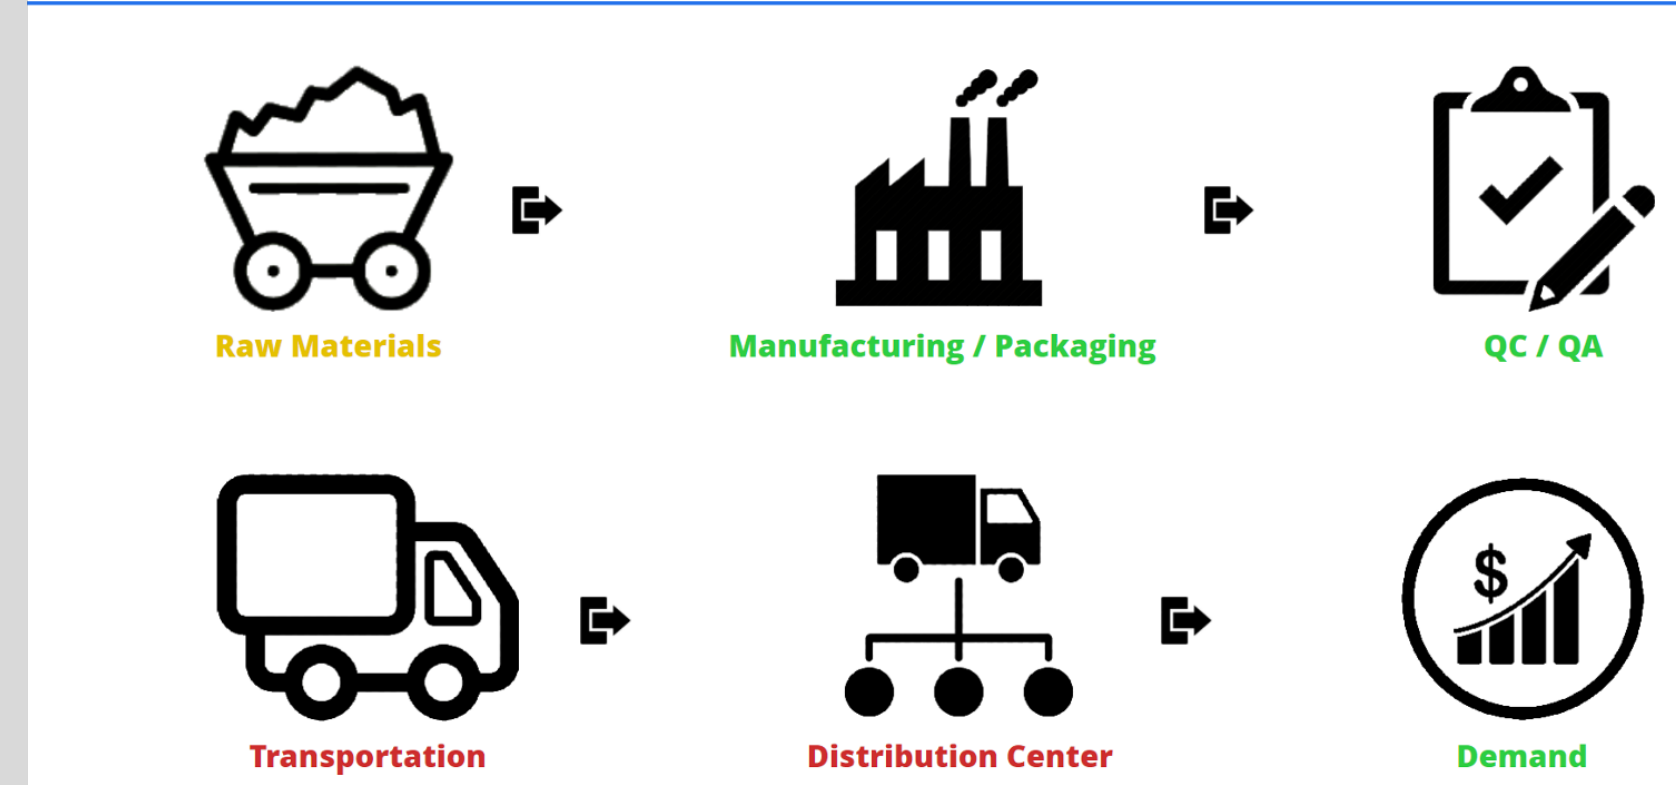 Raw Materials
Manufacturing / Packaging
QC / QA
$
Transportation
Distribution Center
Demand